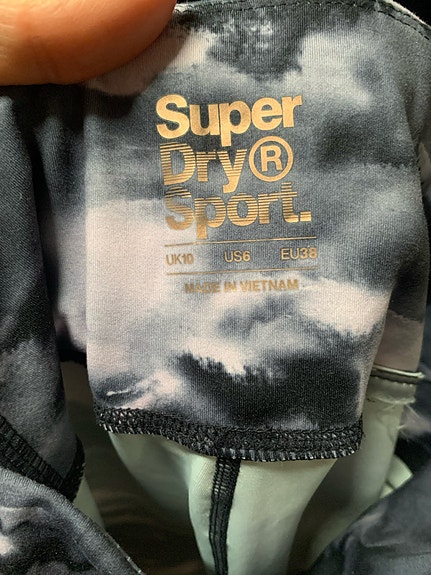 Super
Dry®
Sport.
UK10 US6 EU38
MADE IN VIETNAM